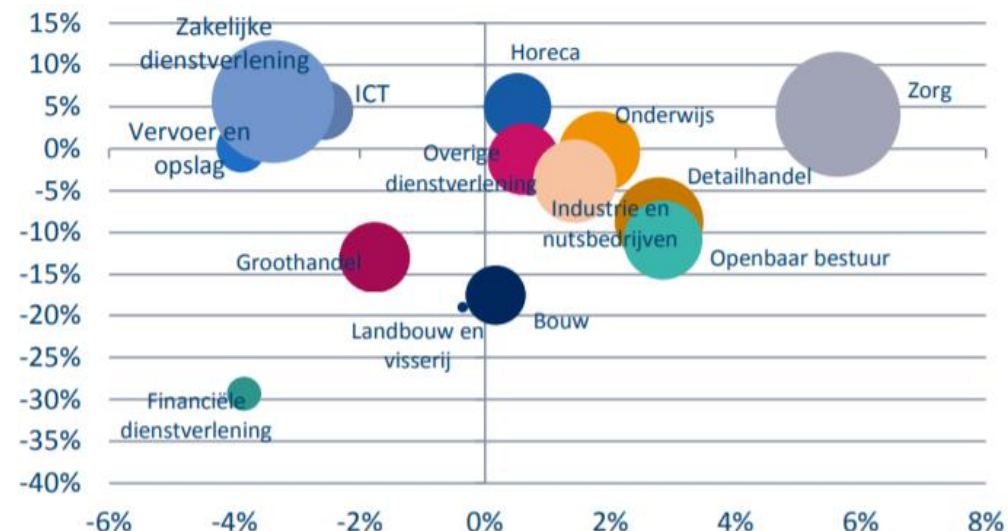 15%
Zakelijke
dienstverlening
Horeca
10%
ICT
Zorg
5%
Onderwijs
Vervoer en
opslag
0%
Overige
dienstverlening
Detailhandel
-5%
Industrie en
nutsbedrijven
-10%
Groothandel
Openbaar bestuur
-15%
Landbouw en
visserij
Bouw
-20%
-25%
-30%
Financiële
dienstverlening
-35%
-40%
-6% -4% -2% 0% 2% 4% 6% 8%